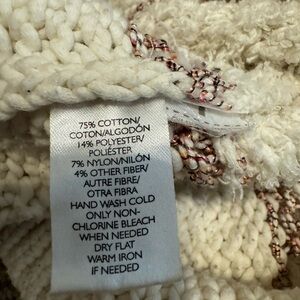 75% COTTON/
COTON/ALGODÓN
14% POLYESTER/
POLIÉSTER
7% NYLON/NILÓN
4% OTHER FIBER/
AUTRE FIBRE/
OTRA FIBRA
HAND WASH COLD
ONLY NON-
CHLORINE BLEACH
WHEN NEEDED
DRY FLAT
WARM IRON
IF NEEDED